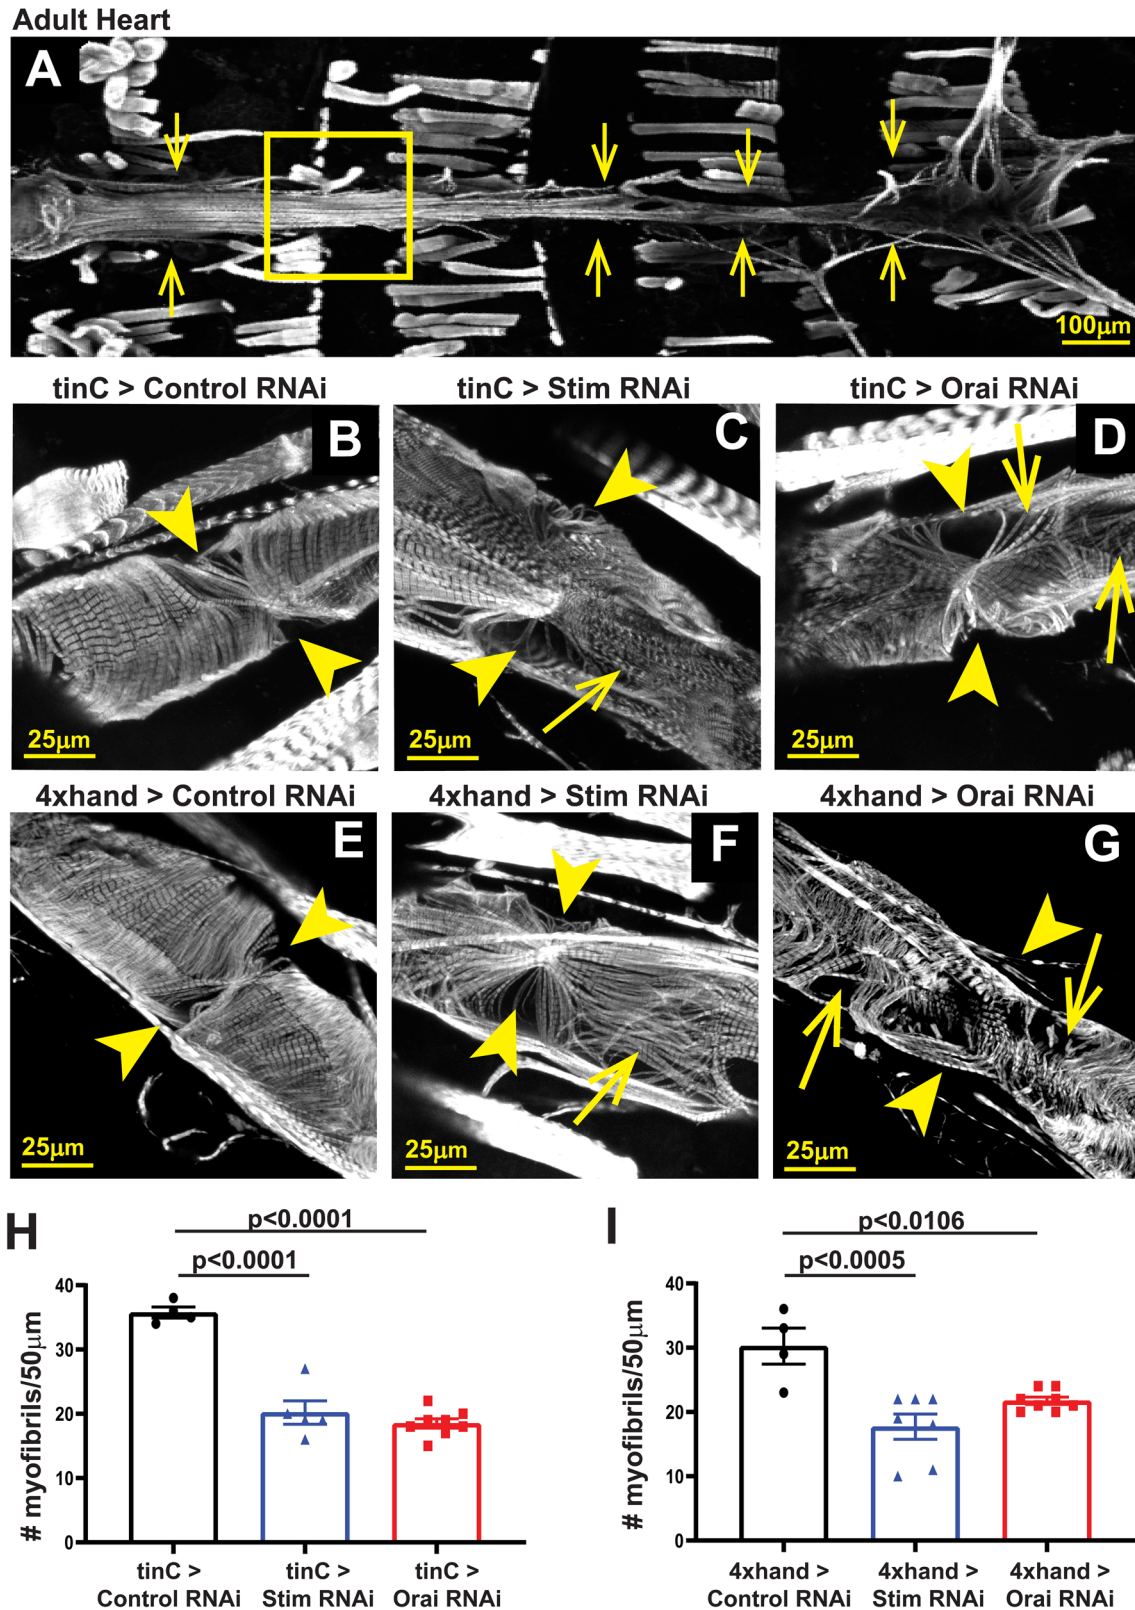 Adult Heart
A
100μm
tinC > Control RNAi
tinC > Stim RNAi
tinC > Orai RNAi
B
C
D
25μm
25μm
25μm
4xhand > Control RNAi
4xhand > Stim RNAi
4xhand > Orai RNAi
E
F
G
25μm
25μm
25μm
H
p<0.0001
p<0.0001
# myofibrils/50μm
40
30
20
10
0
tinC >
Control RNAi
tinC >
Stim RNAi
tinC >
Orai RNAi
I
p<0.0106
p<0.0005
# myofibrils/50μm
40
30
20
10
0
4xhand >
Control RNAi
4xhand >
Stim RNAi
4xhand >
Orai RNAi